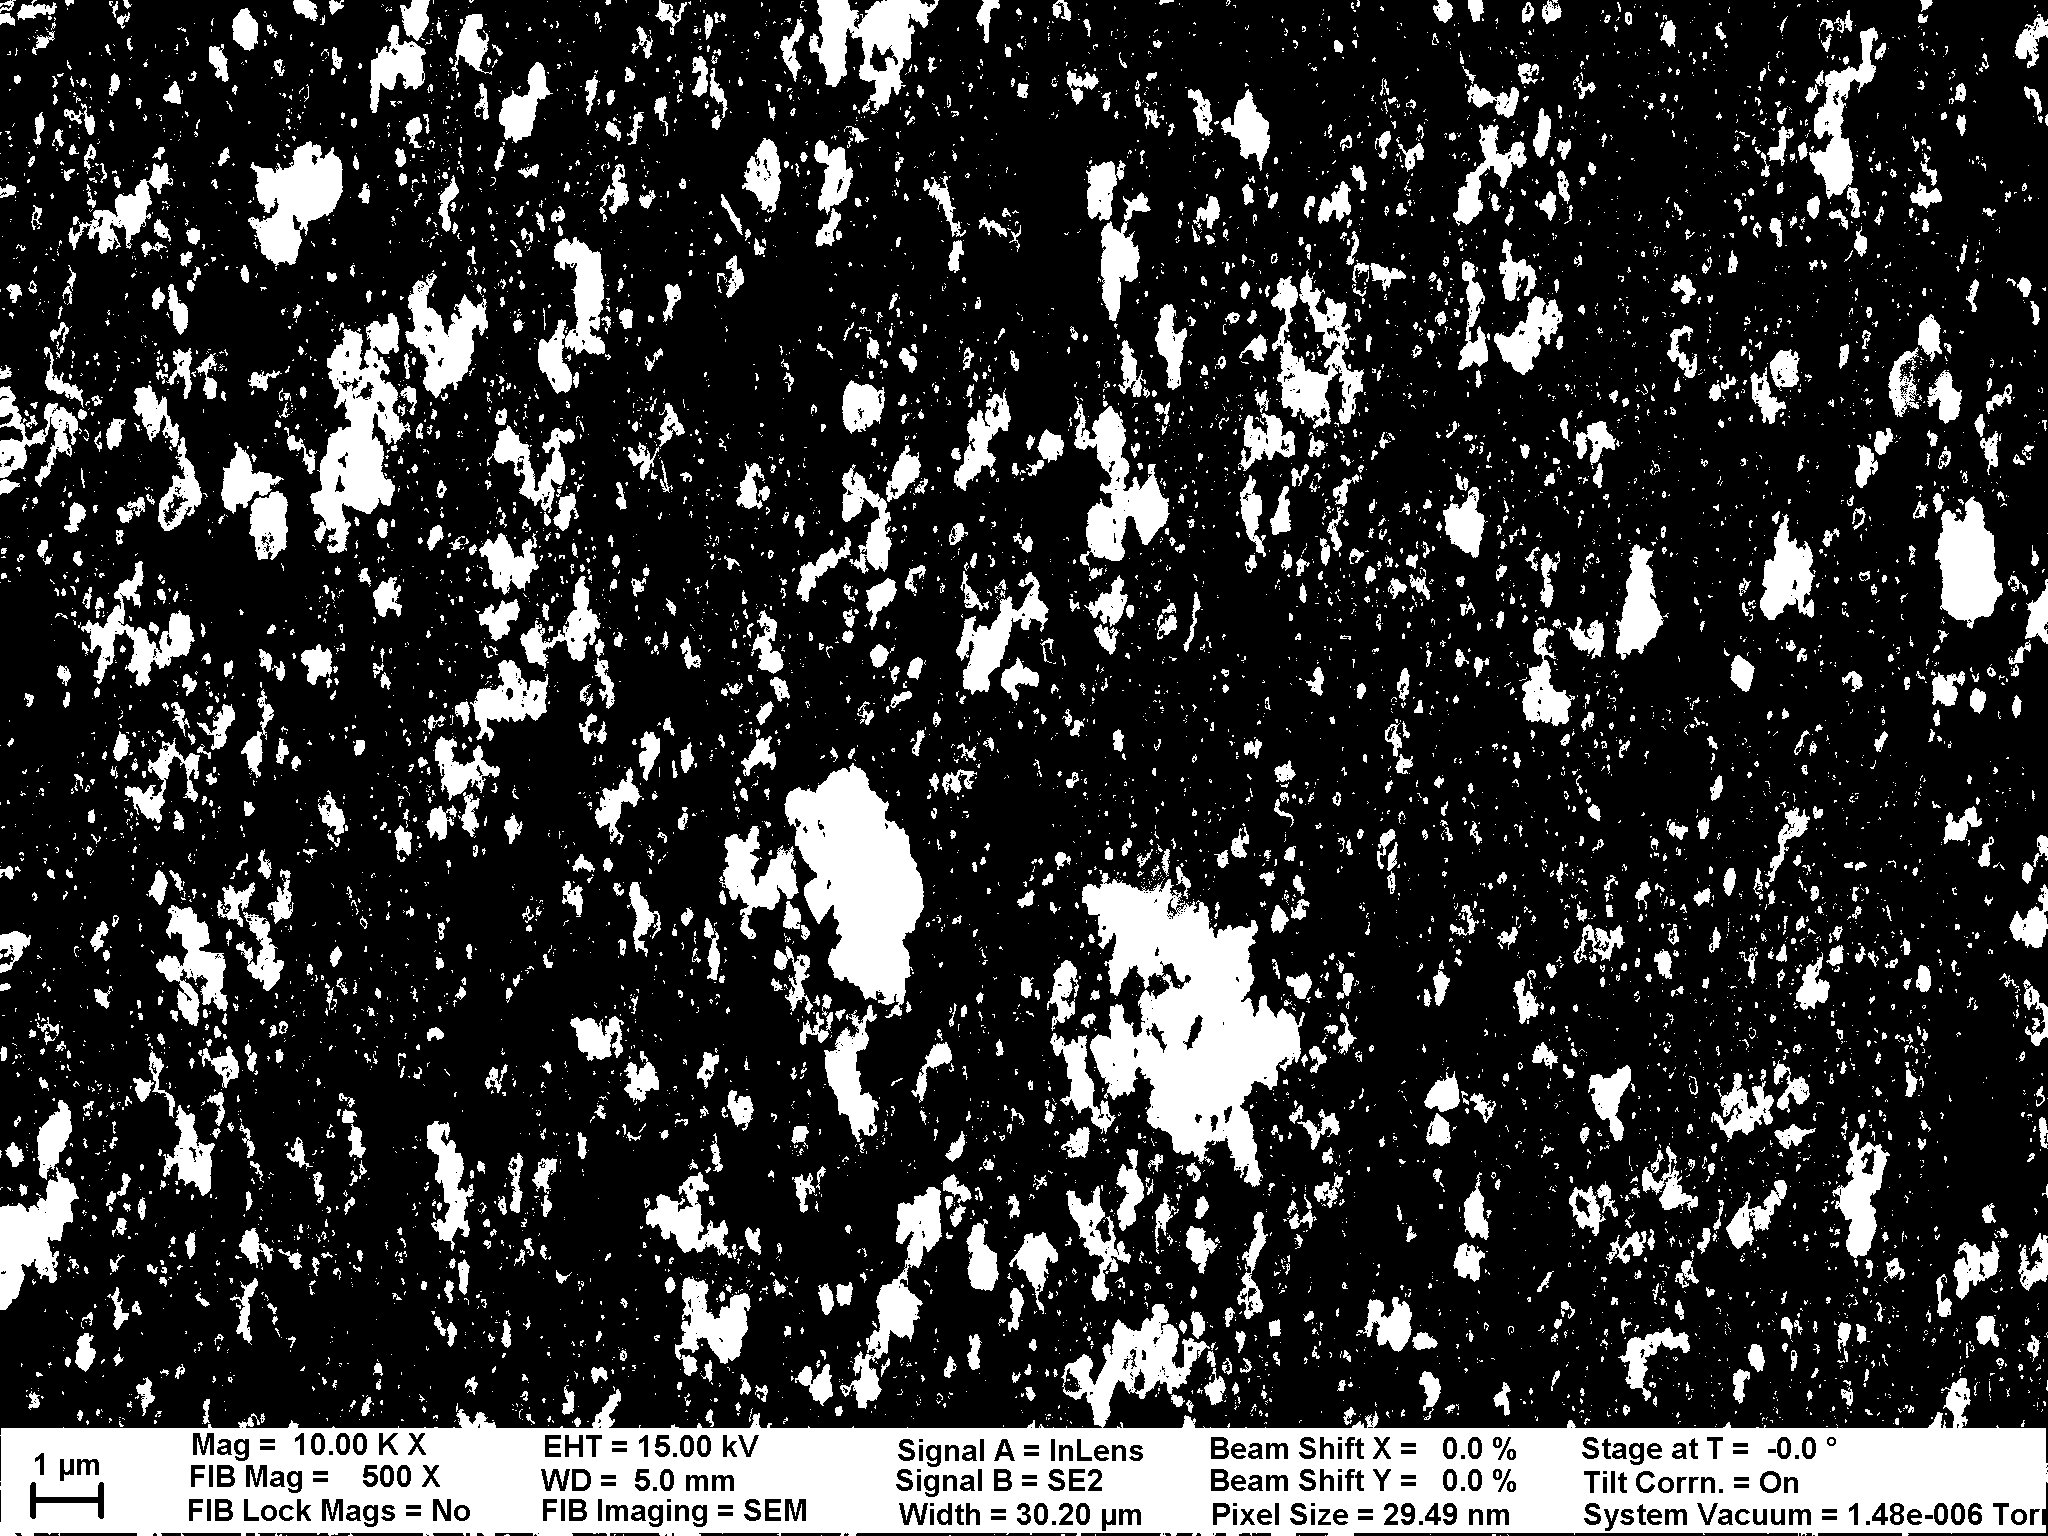 1 µm
Mag = 10.00 K X
FIB Mag = 500 X
FIB Lock Mags = No
EHT = 15.00 kV
WD = 5.0 mm
FIB Imaging = SEM
Signal A = InLens
Signal B = SE2
Width = 30.20 µm
Beam Shift X = 0.0 %
Beam Shift Y = 0.0 %
Pixel Size = 29.49 nm
Stage at T = -0.0 °
Tilt Corrn. = On
System Vacuum = 1.48e-006 Torr